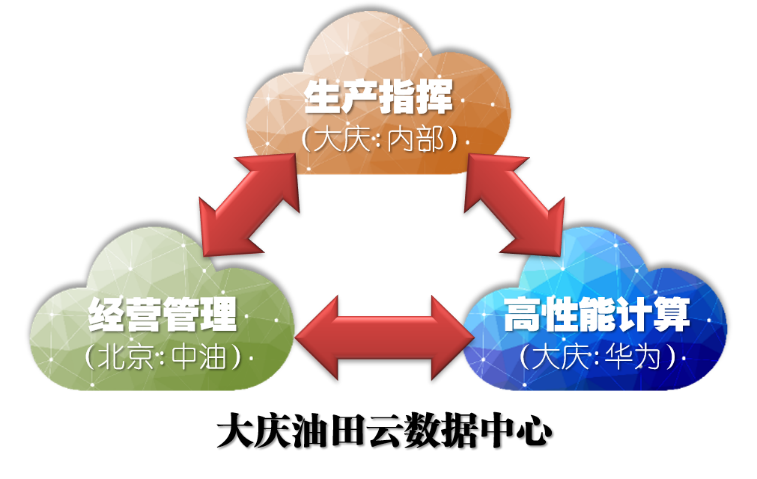 生产指挥
(大庆:内部)
经营管理
(北京:中油)
高性能计算
(大庆:华为)
大庆油田云数据中心